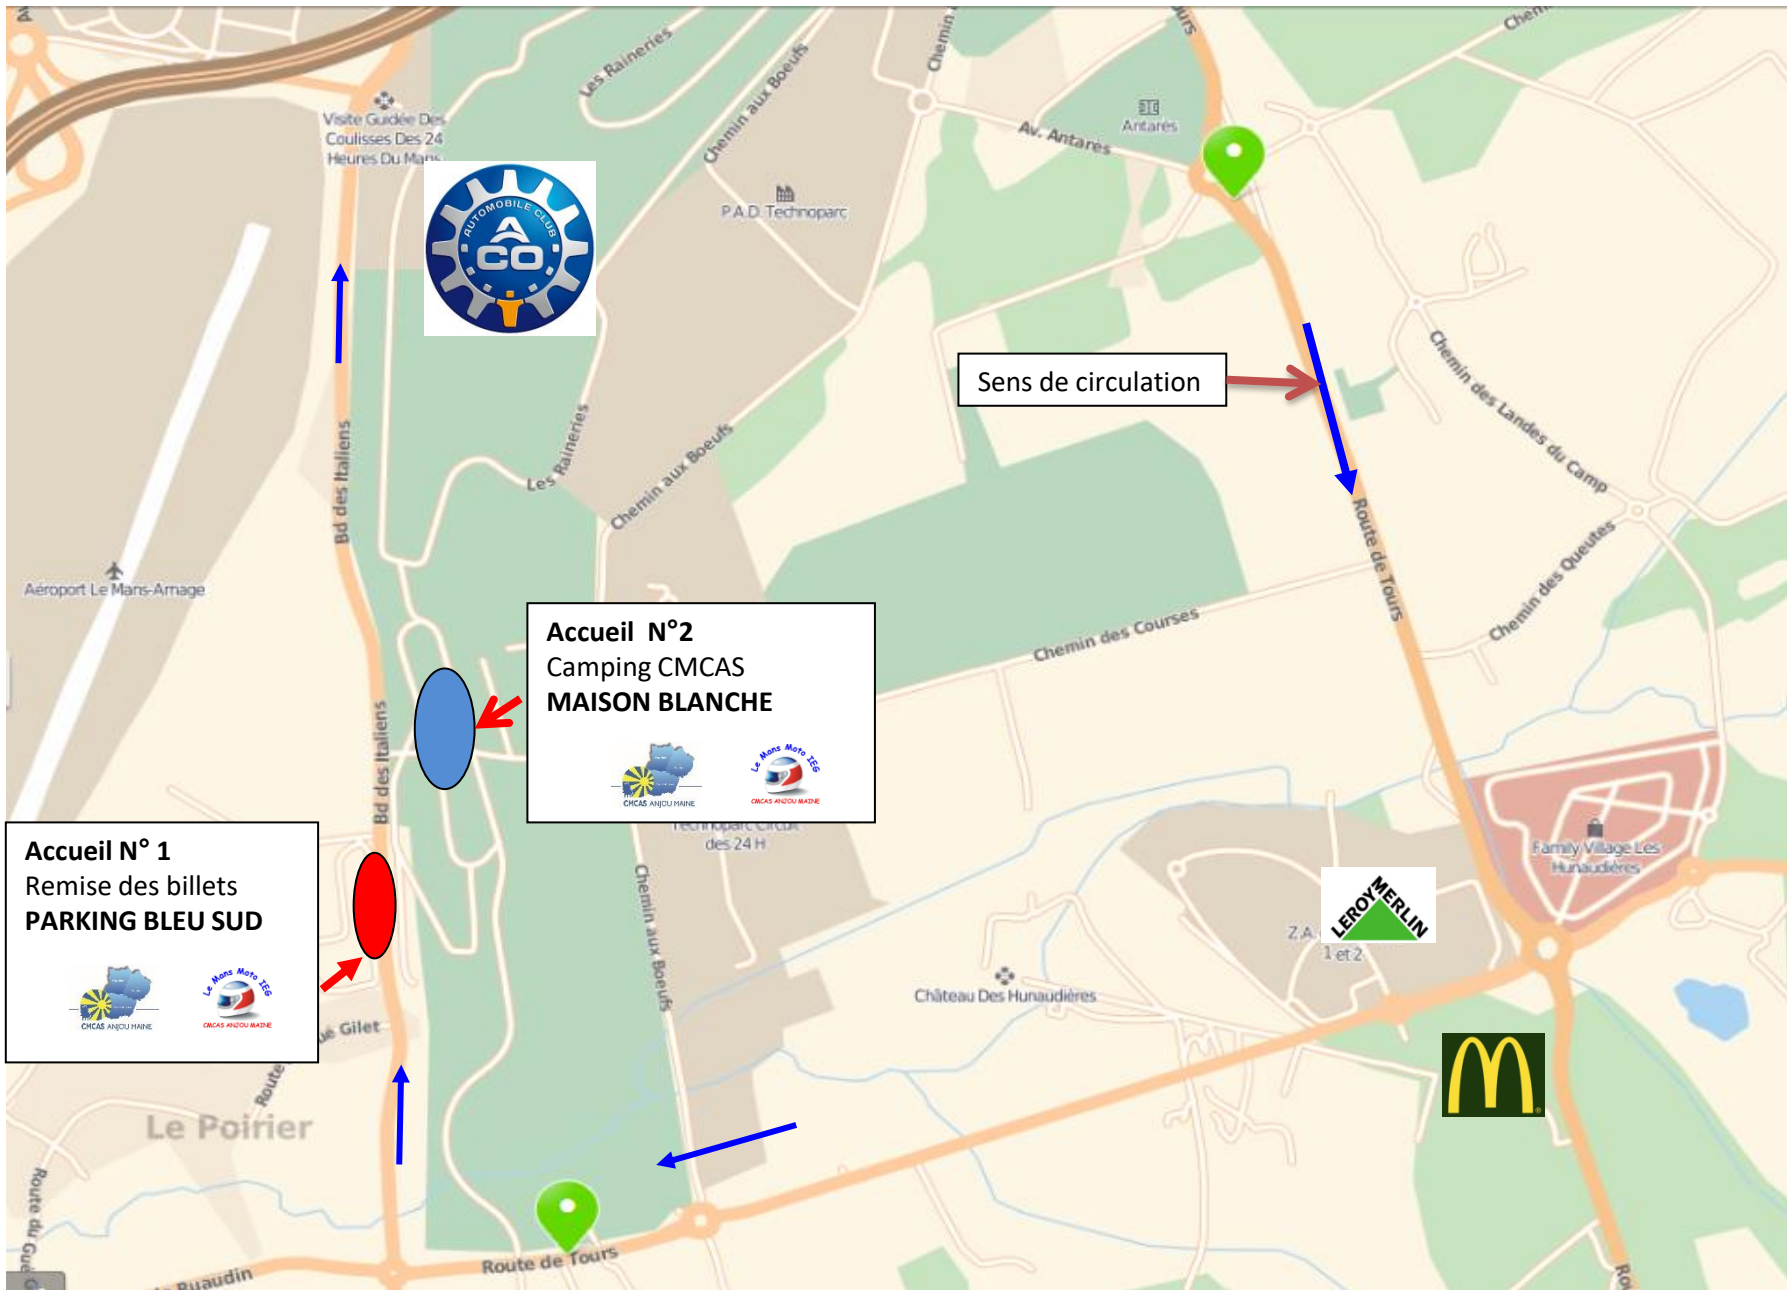 Visite Guidée Des
Coulisses Des 24
Heures Du Mans
AUTOMOBILE CLUB
ACO
Les Raineries
Chemin aux Boeufs
P.A.D. Technoparc
Av. Antarès
Antarès
Sens de circulation
Bd des Italiens
Les Raineries
Chemin aux Boeufs
Chemin des Landes du Camp
Route de Tours
Chemin des Queutes
Aéroport Le Mans-Arnage
Chemin des Courses
Accueil N°2
Camping CMCAS
MAISON BLANCHE
CMCAS ANJOU MAINE
Le Mans Moto IEG
CMCAS ANJOU MAINE
Technoparc Circuit
des 24 H
Bd des Italiens
Accueil N° 1
Remise des billets
PARKING BLEU SUD
CMCAS ANJOU MAINE
Le Mans Moto IEG
CMCAS ANJOU MAINE
Chemin aux Boeufs
Family Village Les
Hunaudières
LEROY MERLIN
Z.A.
1 et 2
Château Des Hunaudières
Gilet
Route
Le Poirier
Route du Gué
Route de Tours
Ruaudin